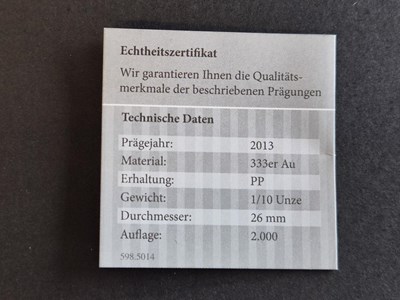 Echtheitszertifikat
Wir garantieren Ihnen die Qualitäts-
merkmale der beschriebenen Prägungen
Technische Daten
Prägejahr: 2013
Material: 333er Au
Erhaltung: PP
Gewicht: 1/10 Unze
Durchmesser: 26 mm
Auflage: 2.000
598.5014